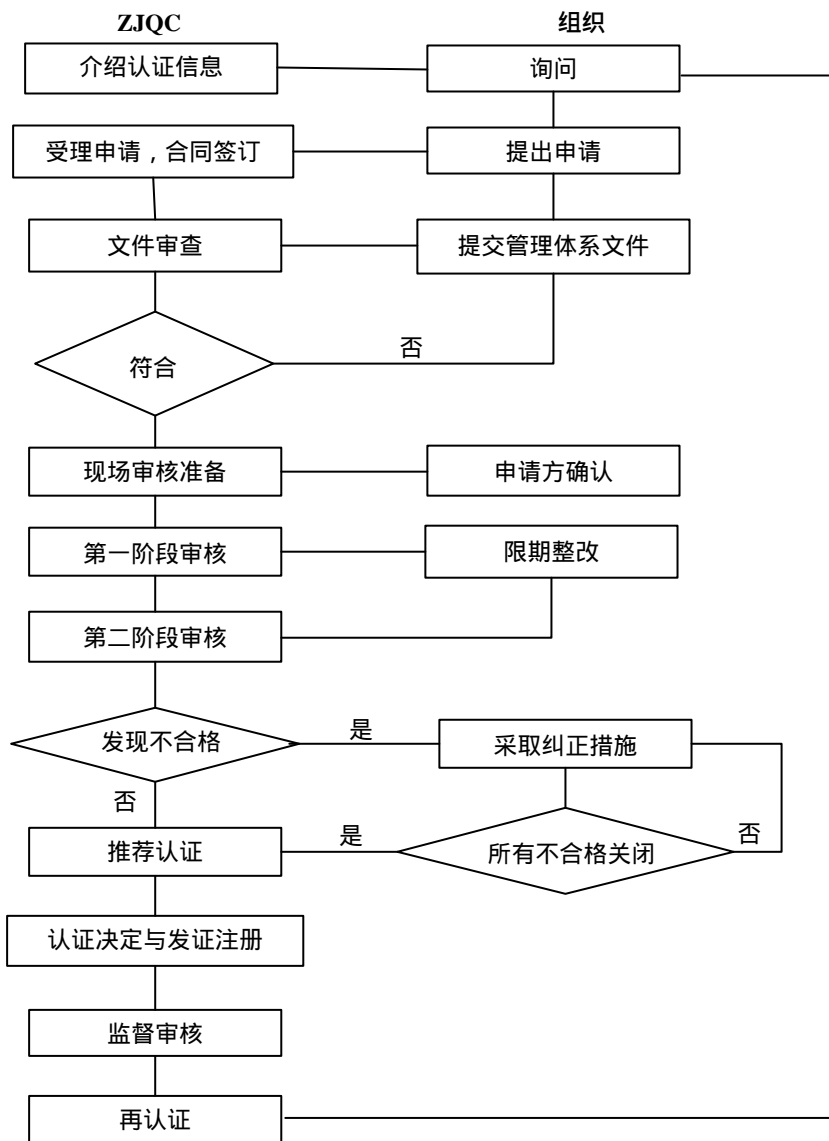 ZJQC
组织
介绍认证信息
询问
受理申请，合同签订
提出申请
文件审查
提交管理体系文件
符合
否
现场审核准备
申请方确认
第一阶段审核
限期整改
第二阶段审核
发现不合格
是
采取纠正措施
否
推荐认证
是
所有不合格关闭
否
认证决定与发证注册
监督审核
再认证